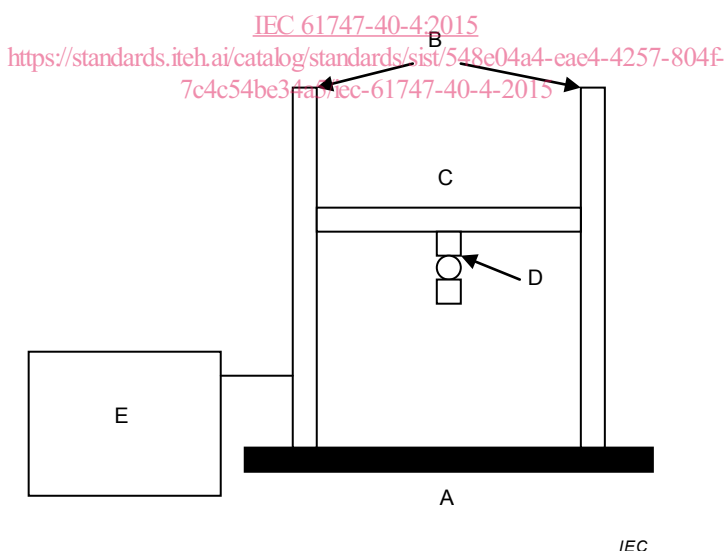 IEC 61747-40-4:2015
B
https://standards.iteh.ai/catalog/standards/sist/548e04a4-eae4-4257-804f-
7c4c54be34a5/iec-61747-40-4-2015
C
D
E
A
IEC